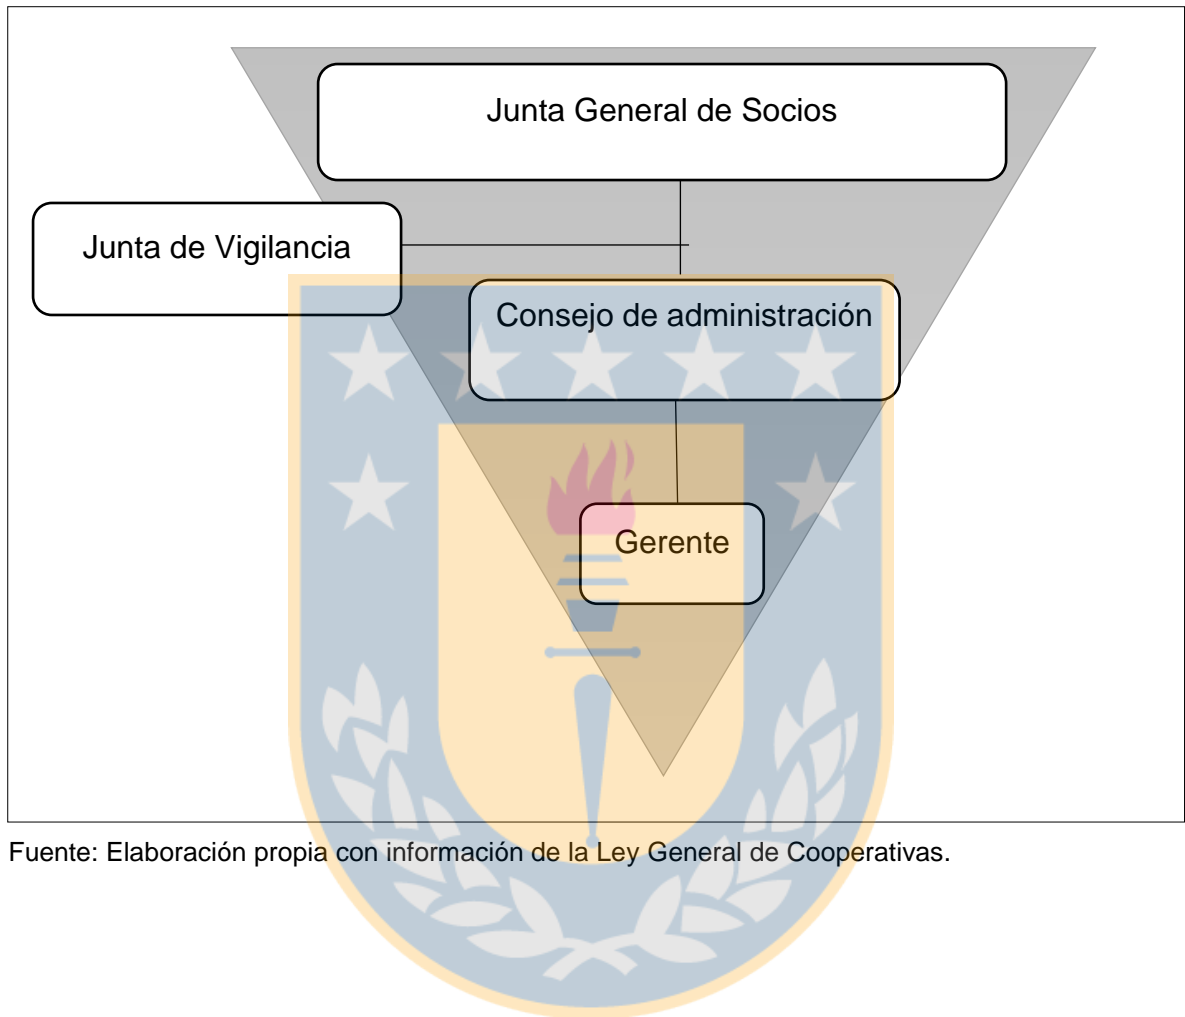 Junta General de Socios
Junta de Vigilancia
Consejo de administración
Gerente
Fuente: Elaboración propia con información de la Ley General de Cooperativas.